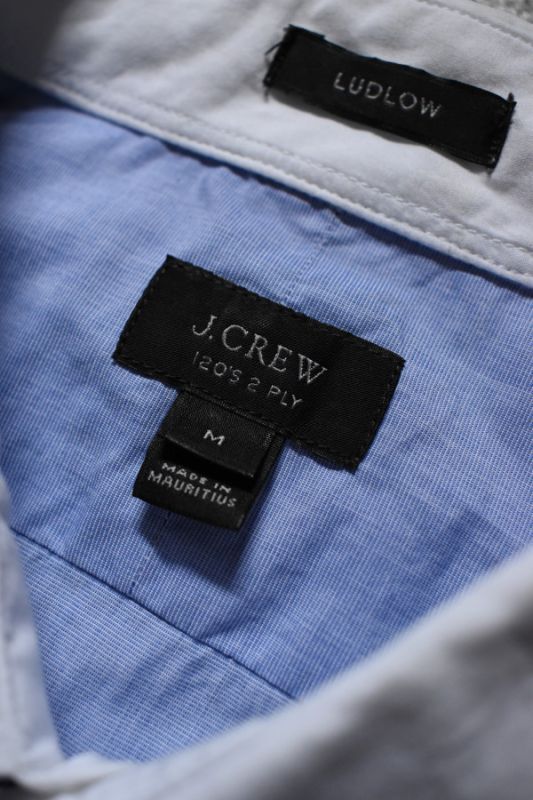 LUDLOW
J.CREW
120'S 2 PLY
M
MADE IN
MAURITIUS